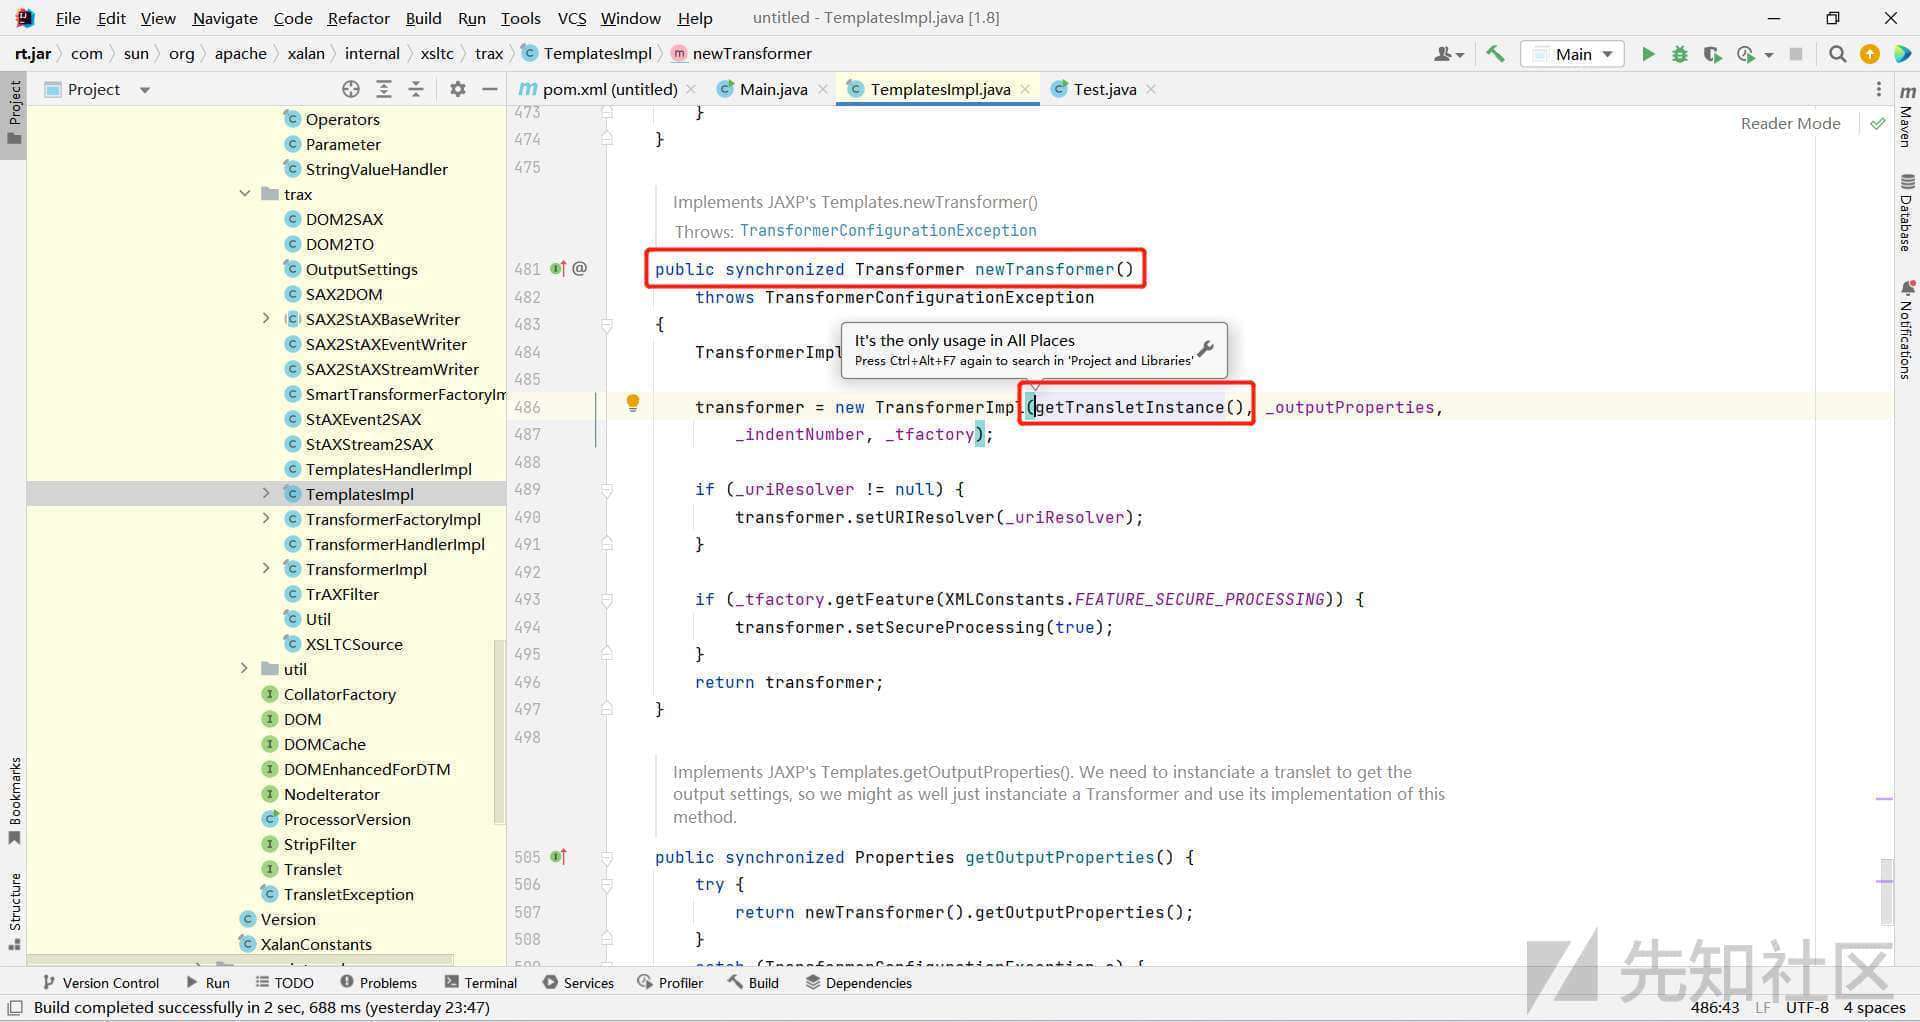 File Edit View Navigate Code Refactor Build Run Tools VCS Window Help untitled - TemplatesImpl.java [1.8]
rt.jar com sun org apache xalan internal xsltc trax TemplatesImpl newTransformer
Main
Project
pom.xml (untitled) Main.java TemplatesImpl.java Test.java
Reader Mode
Project
Bookmarks
Structure
Maven
Database
Notifications
Operators
Parameter
StringValueHandler
trax
DOM2SAX
DOM2TO
OutputSettings
SAX2DOM
SAX2StAXBaseWriter
SAX2StAXEventWriter
SAX2StAXStreamWriter
SmartTransformerFactoryIm
StAXEvent2SAX
StAXStream2SAX
TemplatesHandlerImpl
TemplatesImpl
TransformerFactoryImpl
TransformerHandlerImpl
TransformerImpl
TrAXFilter
Util
XSLTCSource
util
CollatorFactory
DOM
DOMCache
DOMEnhancedForDTM
NodeIterator
ProcessorVersion
StripFilter
Translet
TransletException
Version
XalanConstants
473 }
474 }
475
Implements JAXP's Templates.newTransformer()
Throws: TransformerConfigurationException
481 @ public synchronized Transformer newTransformer()
482 throws TransformerConfigurationException
483 {
484 TransformerImpl
It's the only usage in All Places
Press Ctrl+Alt+F7 again to search in 'Project and Libraries'
485
486 transformer = new TransformerImpl(getTransletInstance(), _outputProperties,
487 _indentNumber, _tfactory);
488
489 if (_uriResolver != null) {
490 transformer.setURIResolver(_uriResolver);
491 }
492
493 if (_tfactory.getFeature(XMLConstants.FEATURE_SECURE_PROCESSING)) {
494 transformer.setSecureProcessing(true);
495 }
496 return transformer;
497 }
498
Implements JAXP's Templates.getOutputProperties(). We need to instanciate a translet to get the
output settings, so we might as well just instanciate a Transformer and use its implementation of this
method.
505 public synchronized Properties getOutputProperties() {
506 try {
507 return newTransformer().getOutputProperties();
508 }
Version Control Run TODO Problems Terminal Services Profiler Build Dependencies
Build completed successfully in 2 sec, 688 ms (yesterday 23:47)
486:43 LF UTF-8 4 spaces
先知社区